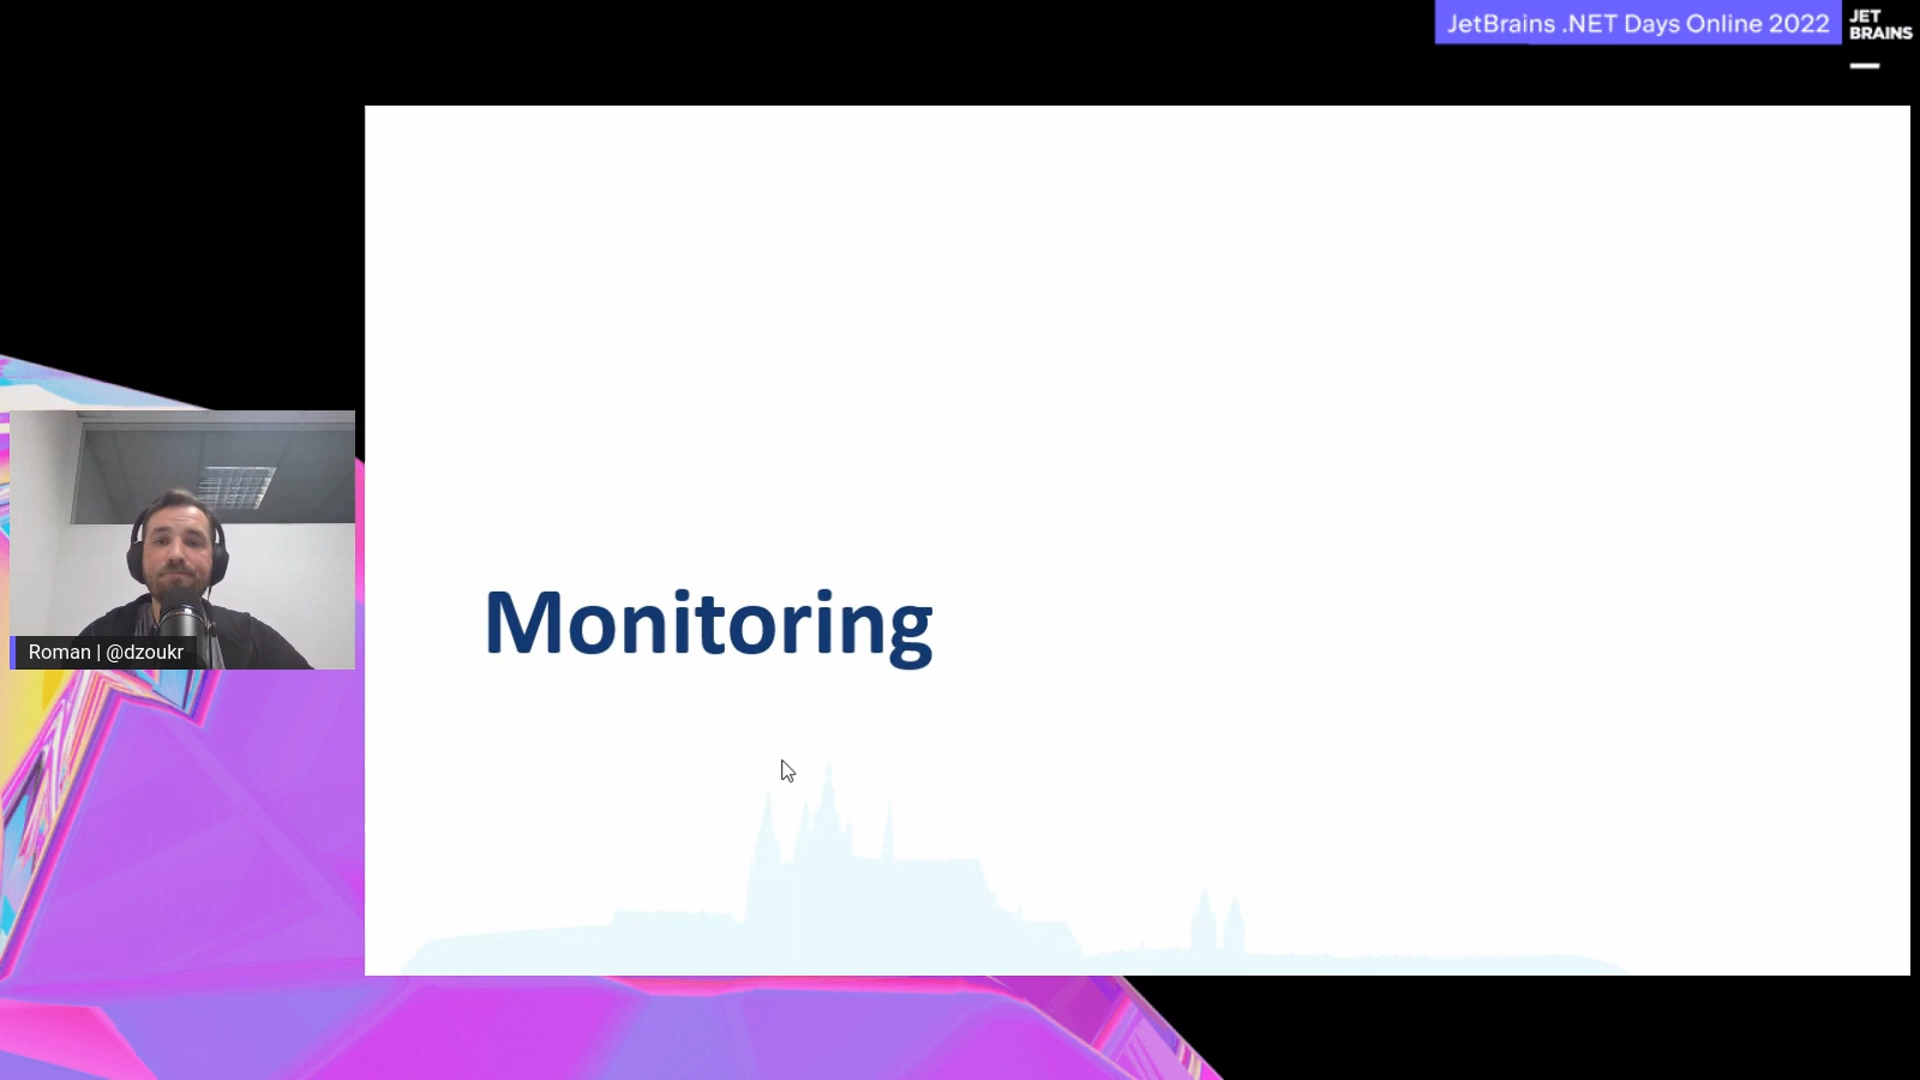 JetBrains .NET Days Online 2022
JET
BRAINS
Monitoring
Roman | @dzoukr